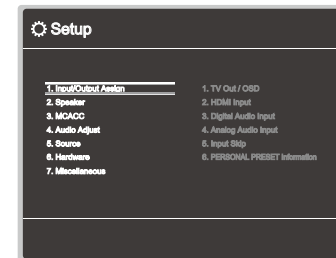 Setup
1. Input/Output Assign
2. Speaker
3. MCACC
4. Audio Adjust
5. Source
6. Hardware
7. Miscellaneous
1. TV Out / OSD
2. HDMI Input
3. Digital Audio Input
4. Analog Audio Input
5. Input Skip
6. PERSONAL PRESET Information